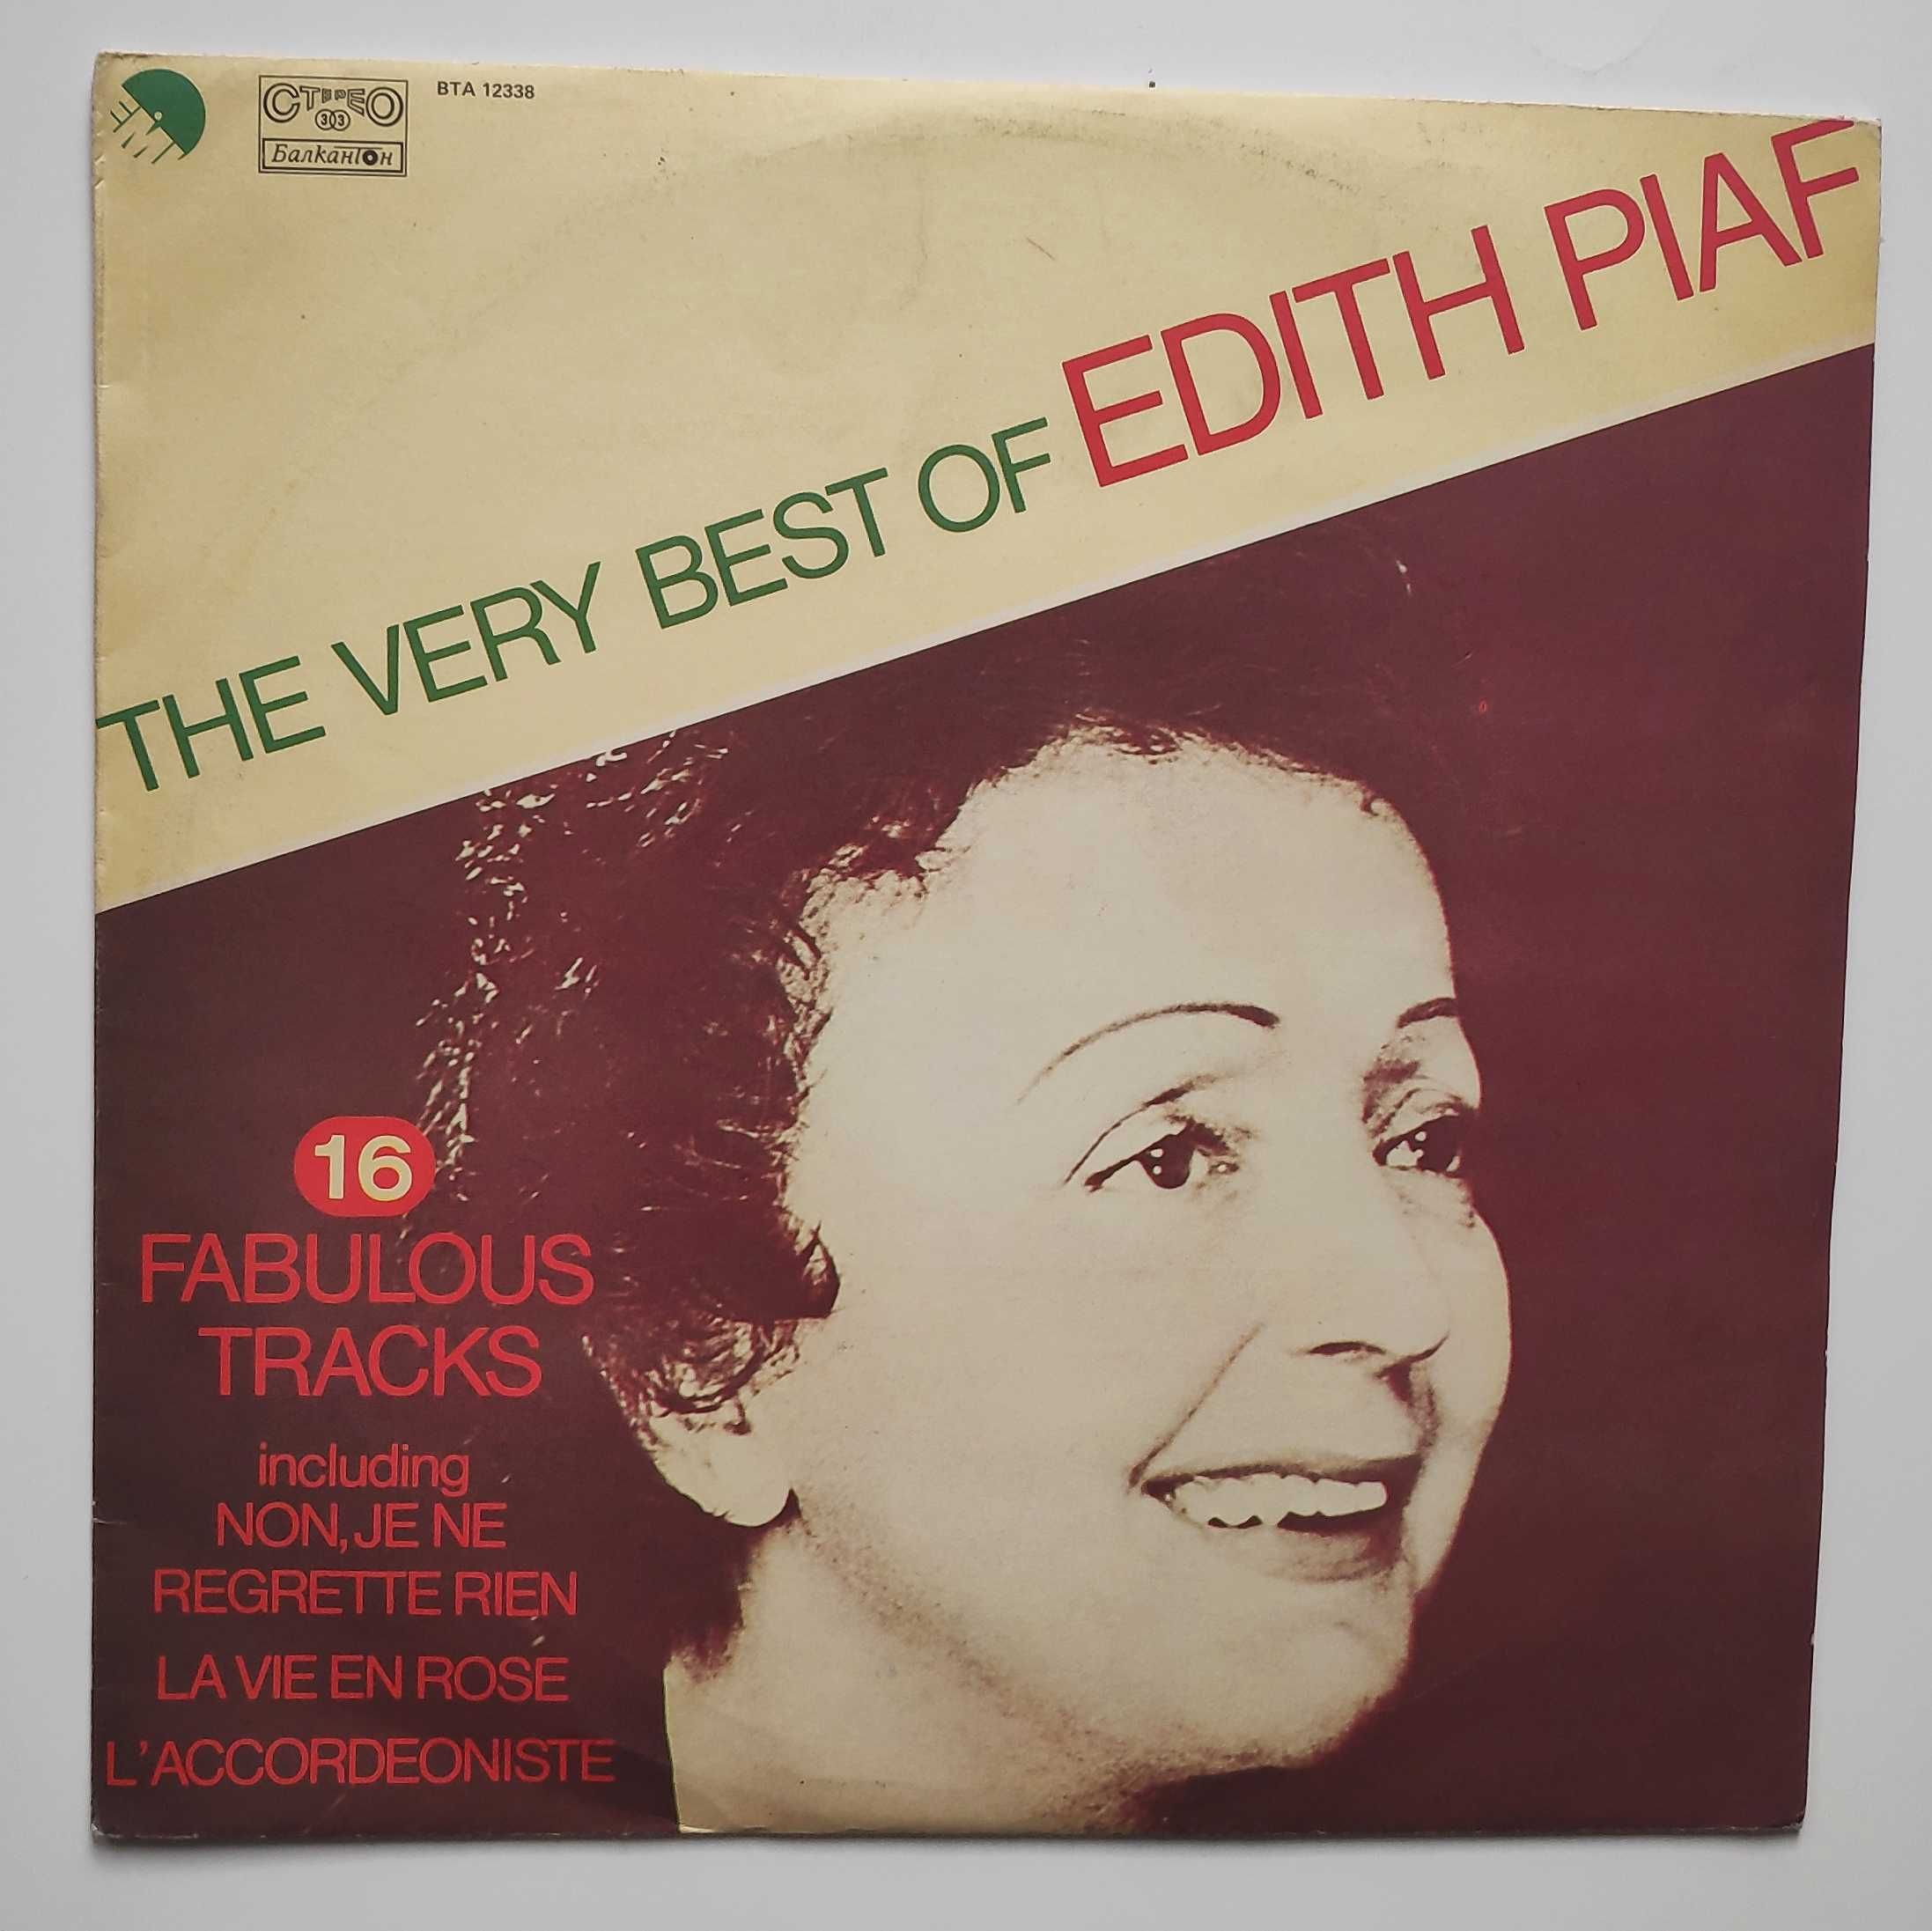 СТЕРЕО
33
Балкантон
BTA 12338
THE VERY BEST OF EDITH PIAF
16
FABULOUS
TRACKS
including
NON, JE NE
REGRETTE RIEN
LA VIE EN ROSE
L'ACCORDEONISTE